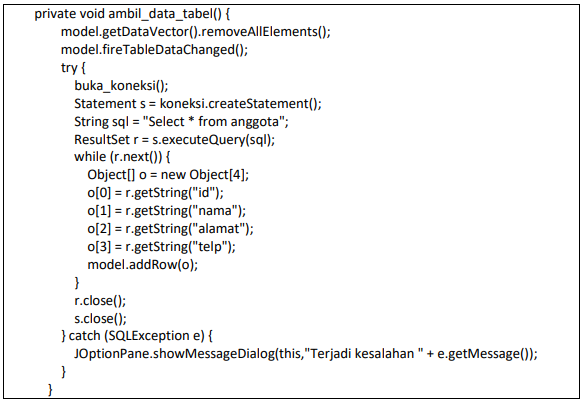 private void ambil_data_tabel() {
model.getDataVector().removeAllElements();
model.fireTableDataChanged();
try {
buka_koneksi();
Statement s = koneksi.createStatement();
String sql = "Select * from anggota";
ResultSet r = s.executeQuery(sql);
while (r.next()) {
Object[] o = new Object[4];
o[0] = r.getString("id");
o[1] = r.getString("nama");
o[2] = r.getString("alamat");
o[3] = r.getString("telp");
model.addRow(o);
}
r.close();
s.close();
} catch (SQLException e) {
JOptionPane.showMessageDialog(this,"Terjadi kesalahan " + e.getMessage());
}
}